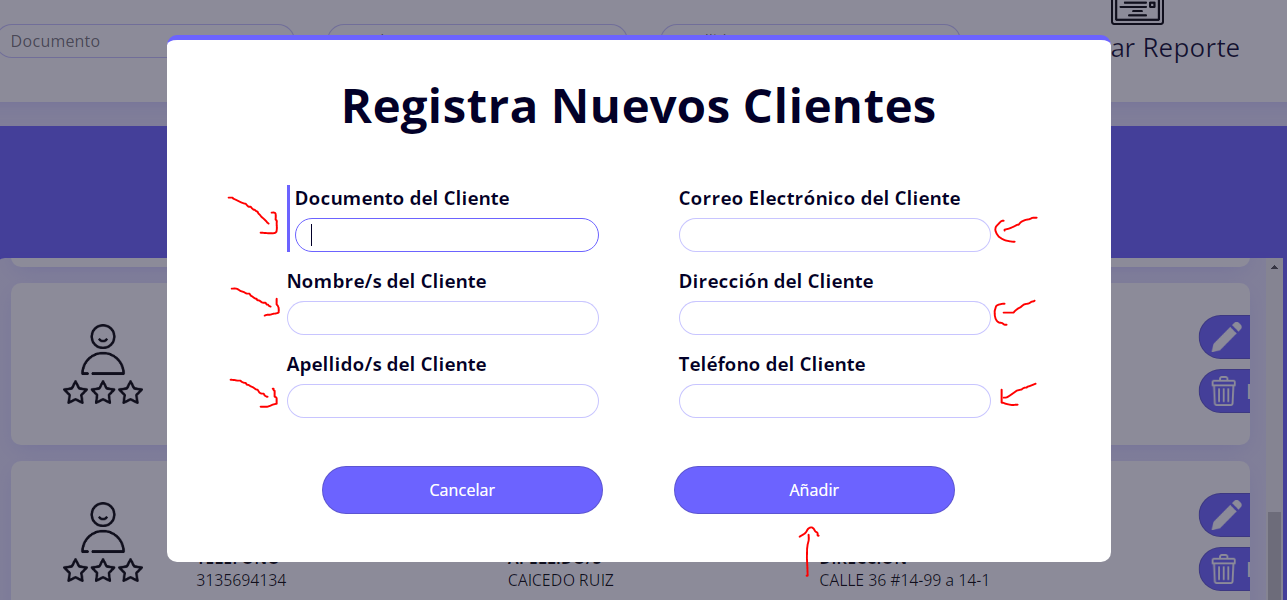 Documento
ar Reporte
Registra Nuevos Clientes
Documento del Cliente
Correo Electrónico del Cliente
Nombre/s del Cliente
Dirección del Cliente
Apellido/s del Cliente
Teléfono del Cliente
Cancelar
Añadir
3135694134
CAICEDO RUIZ
CALLE 36 #14-99 a 14-1